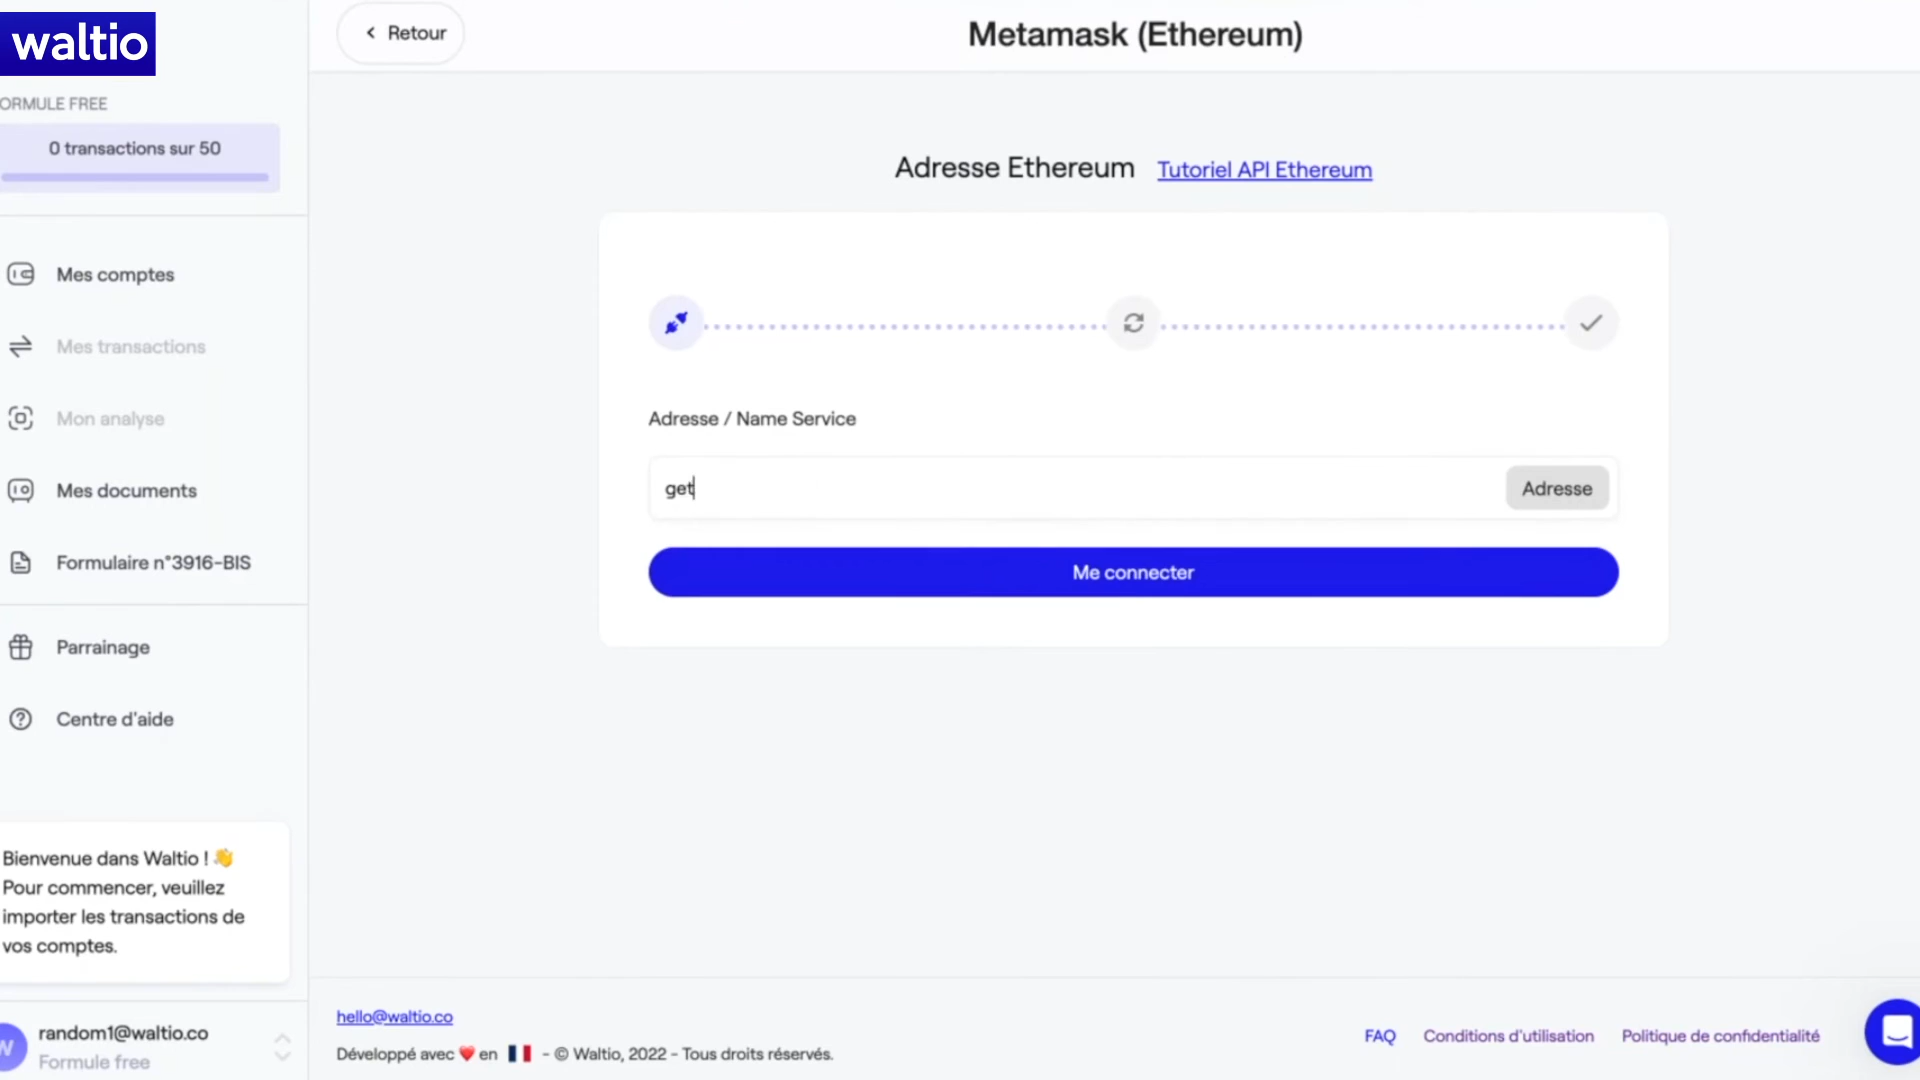 waltio
ORMULE FREE
0 transactions sur 50
Mes comptes
Mes transactions
Mon analyse
Mes documents
Formulaire n°3916-BIS
Parrainage
Centre d'aide
Bienvenue dans Waltio ! 👋
Pour commencer, veuillez
importer les transactions de
vos comptes.
W
random1@waltio.co
Formule free
Retour
Metamask (Ethereum)
Adresse Ethereum Tutoriel API Ethereum
Adresse / Name Service
get
Adresse
Me connecter
hello@waltio.co
Développé avec ❤️ en 🇫🇷 - © Waltio, 2022 - Tous droits réservés.
FAQ Conditions d'utilisation Politique de confidentialité